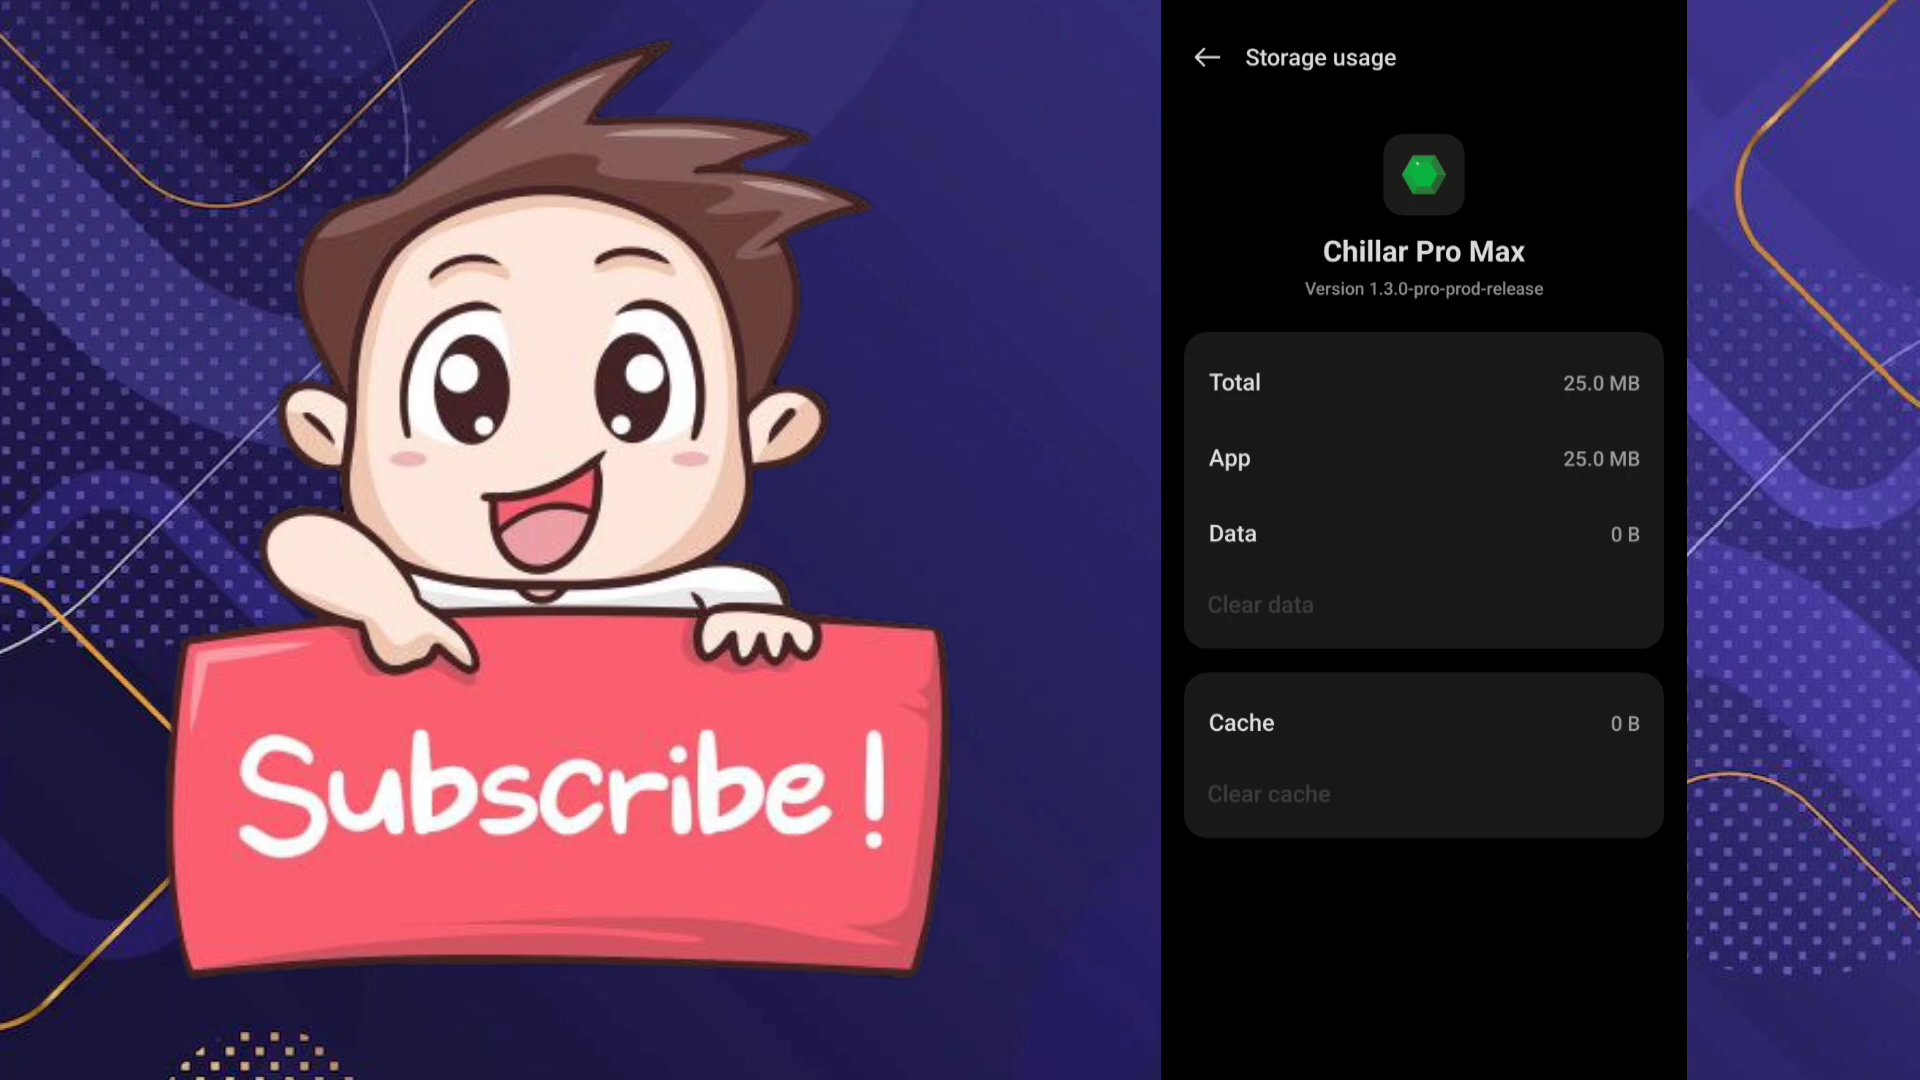 Subscribe !
Storage usage
Chillar Pro Max
Version 1.3.0-pro-prod-release
Total 25.0 MB
App 25.0 MB
Data 0 B
Clear data
Cache 0 B
Clear cache